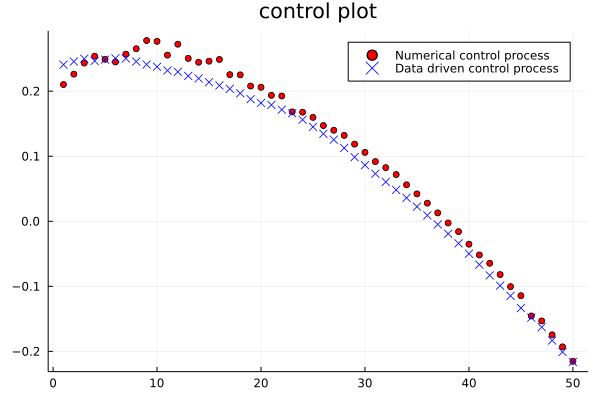 control plot
Numerical control process
Data driven control process
0.2
0.1
0.0
−0.1
−0.2
0 10 20 30 40 50